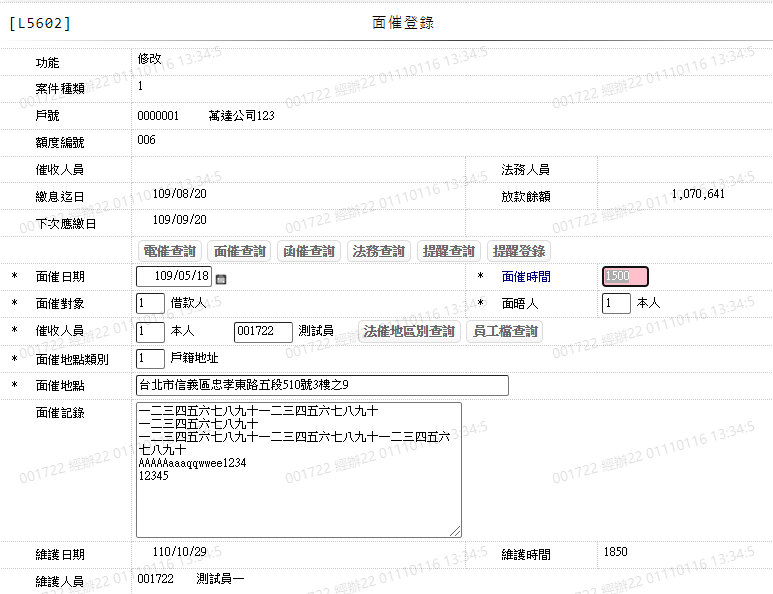 [L5602] 面催登錄
功能 修改
案件種類 1
戶號 0000001 萬達公司123
額度編號 006
催收人員 法務人員
繳息迄日 109/08/20 放款餘額 1,070,641
下次應繳日 109/09/20
電催查詢 面催查詢 函催查詢 法務查詢 提醒查詢 提醒登錄
* 面催日期 109/05/18 * 面催時間 1500
* 面催對象 1 借款人 * 面晤人 1 本人
* 催收人員 1 本人 001722 測試員 法催地區別查詢 員工檔查詢
* 面催地點類別 1 戶籍地址
* 面催地點 台北市信義區忠孝東路五段510號3樓之9
面催記錄 一二三四五六七八九十一二三四五六七八九十
一二三四五六七八九十
一二三四五六七八九十一二三四五六七八九十一二三四五六
七八九十
AAAAAaaaqqwwee1234
12345
維護日期 110/10/29 維護時間 1850
維護人員 001722 測試員一
001722 經辦22 01110116 13:34:5